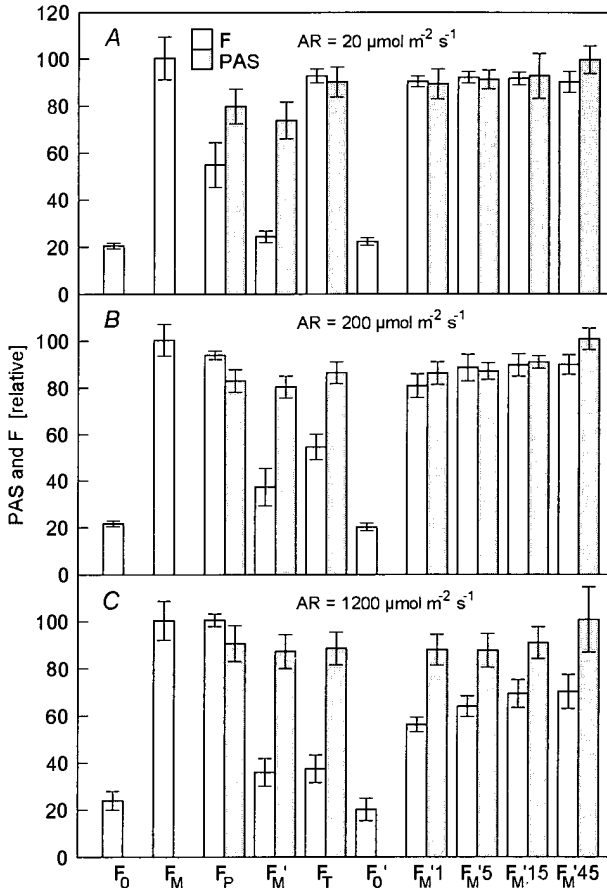 120
100
80
60
40
20
0
A
F
PAS
AR = 20 µmol m-2 s-1
100
80
60
40
20
0
B
AR = 200 µmol m-2 s-1
PAS and F [relative]
100
80
60
40
20
0
C
AR = 1200 µmol m-2 s-1
F0 FM FP FM' FT F0' FM'1 FM'5 FM'15 FM'45